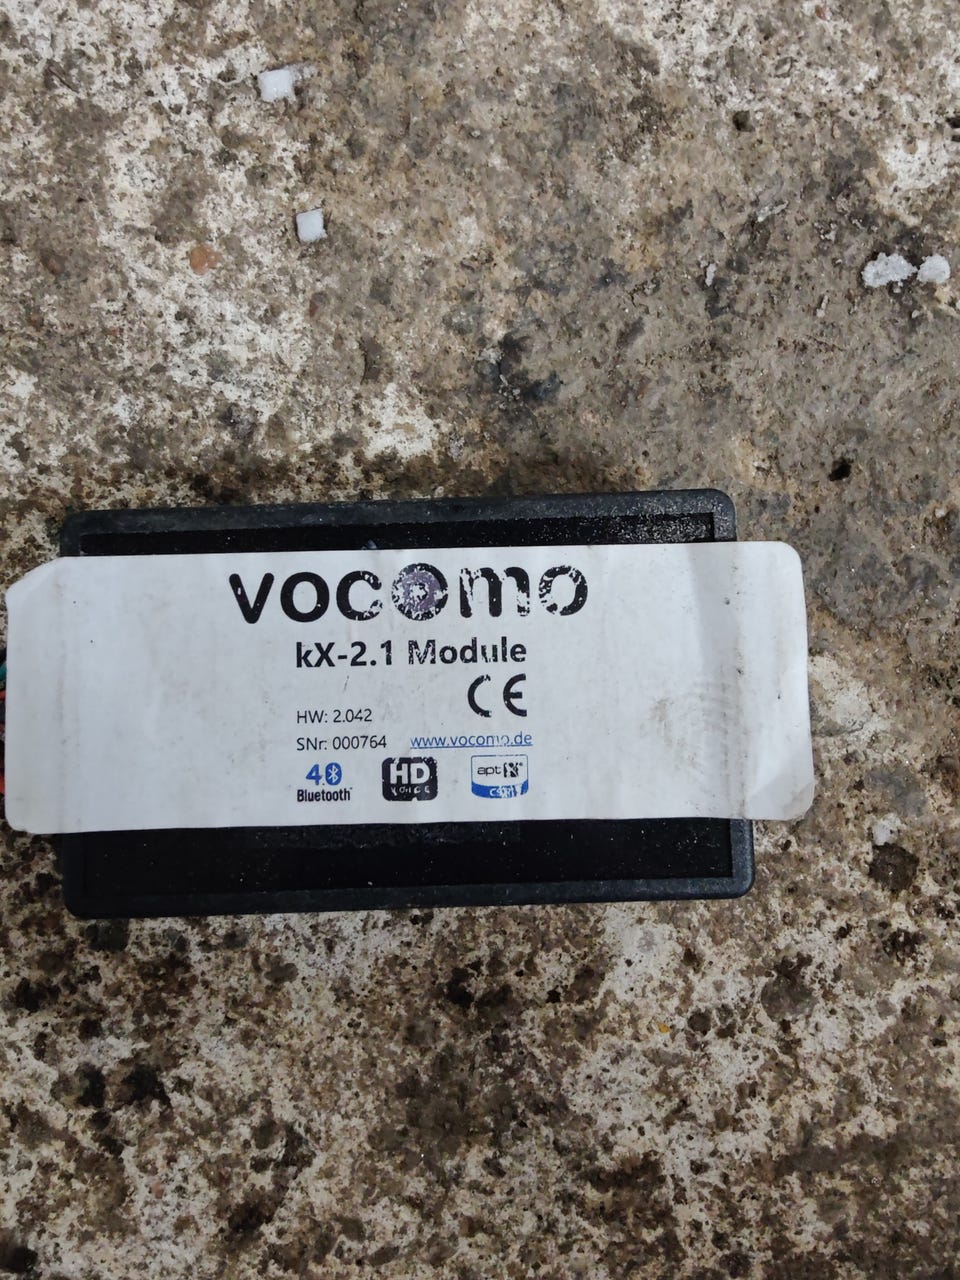 vocomo
kX-2.1 Module
CE
HW: 2.042
SNr: 000764 www.vocomo.de
4.0 HD aptX
Bluetooth VOICE CSR